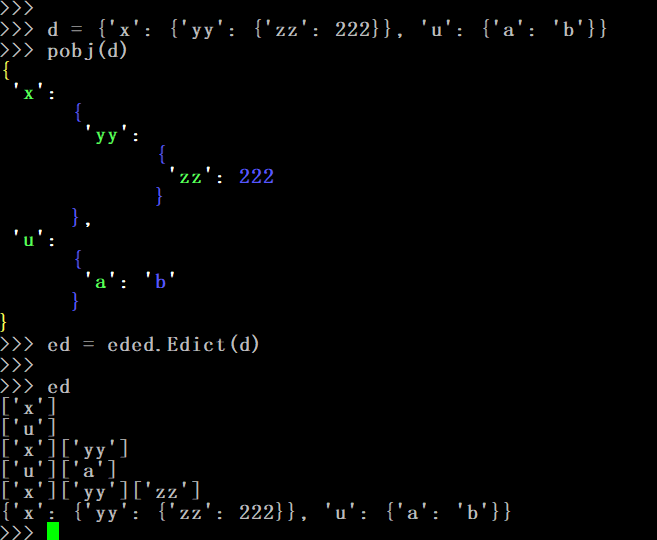 >>>
>>> d = {'x': {'yy': {'zz': 222}}, 'u': {'a': 'b'}}
>>> pobj(d)
{
 'x':
      {
       'yy':
             {
              'zz': 222
             }
      },
 'u':
      {
       'a': 'b'
      }
}
>>> ed = eded.Edict(d)
>>>
>>> ed
['x']
['u']
['x']['yy']
['u']['a']
['x']['yy']['zz']
{'x': {'yy': {'zz': 222}}, 'u': {'a': 'b'}}
>>>